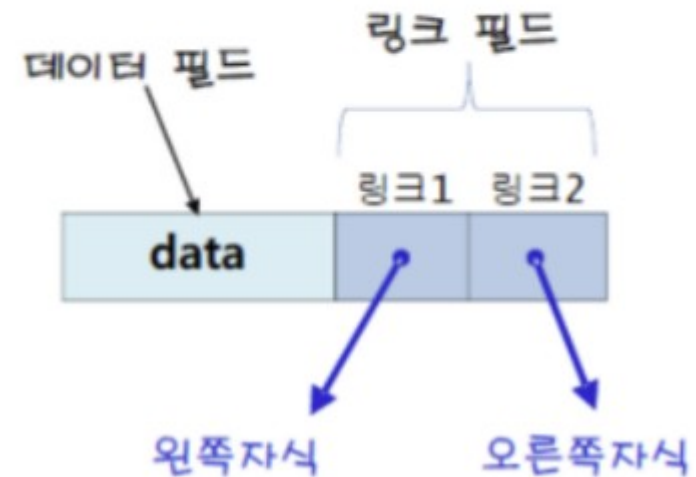 링크 필드
데이터 필드
링크1 링크2
data
왼쪽자식 오른쪽자식